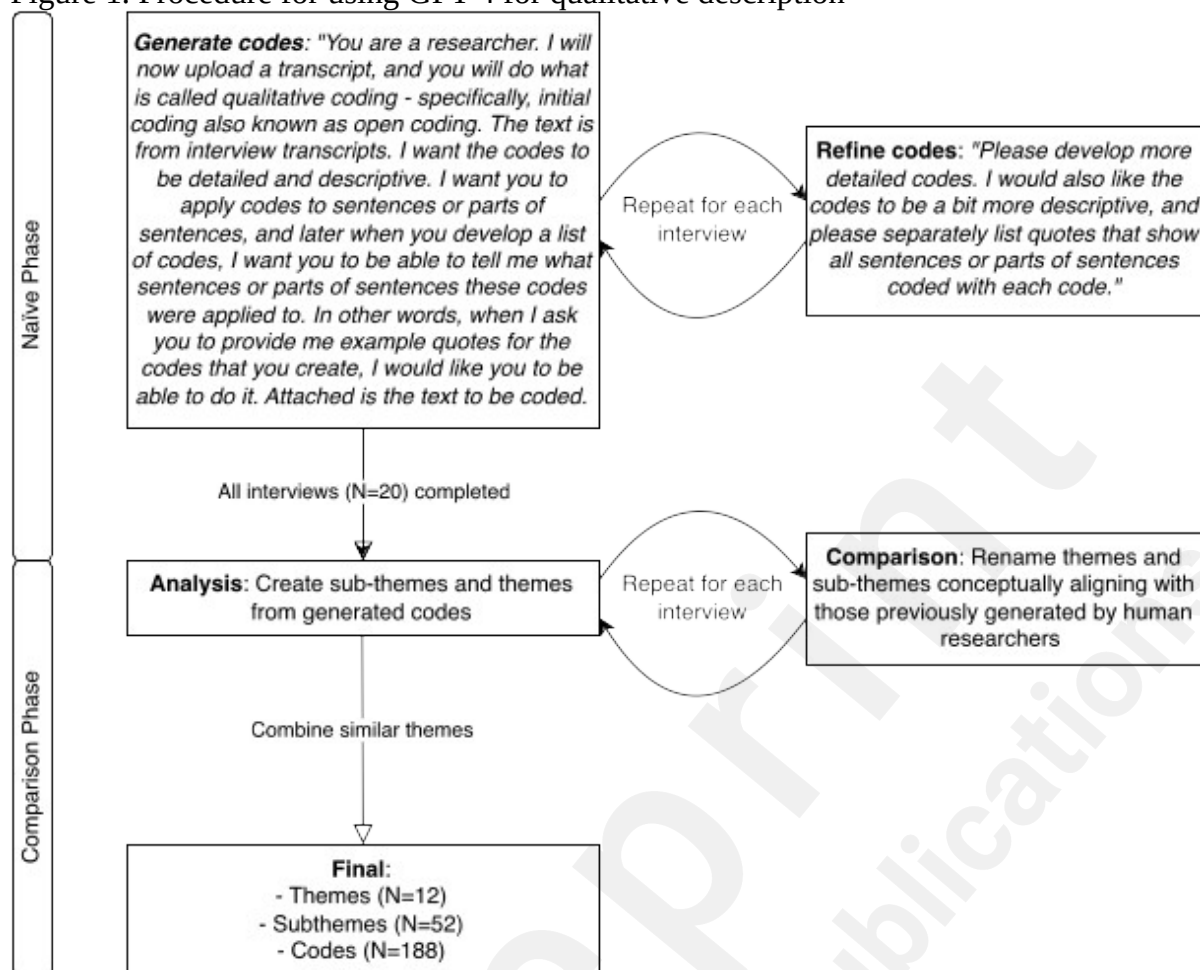 Figure 1. Procedure for using GPT-4 for qualitative description
Naïve Phase
Generate codes: "You are a researcher. I will
now upload a transcript, and you will do what
is called qualitative coding - specifically, initial
coding also known as open coding. The text is
from interview transcripts. I want the codes to
be detailed and descriptive. I want you to
apply codes to sentences or parts of
sentences, and later when you develop a list
of codes, I want you to be able to tell me what
sentences or parts of sentences these codes
were applied to. In other words, when I ask
you to provide me example quotes for the
codes that you create, I would like you to be
able to do it. Attached is the text to be coded.
Repeat for each
interview
Refine codes: "Please develop more
detailed codes. I would also like the
codes to be a bit more descriptive, and
please separately list quotes that show
all sentences or parts of sentences
coded with each code."
All interviews (N=20) completed
Comparison Phase
Analysis: Create sub-themes and themes
from generated codes
Repeat for each
interview
Comparison: Rename themes and
sub-themes conceptually aligning with
those previously generated by human
researchers
Combine similar themes
Final:
- Themes (N=12)
- Subthemes (N=52)
- Codes (N=188)